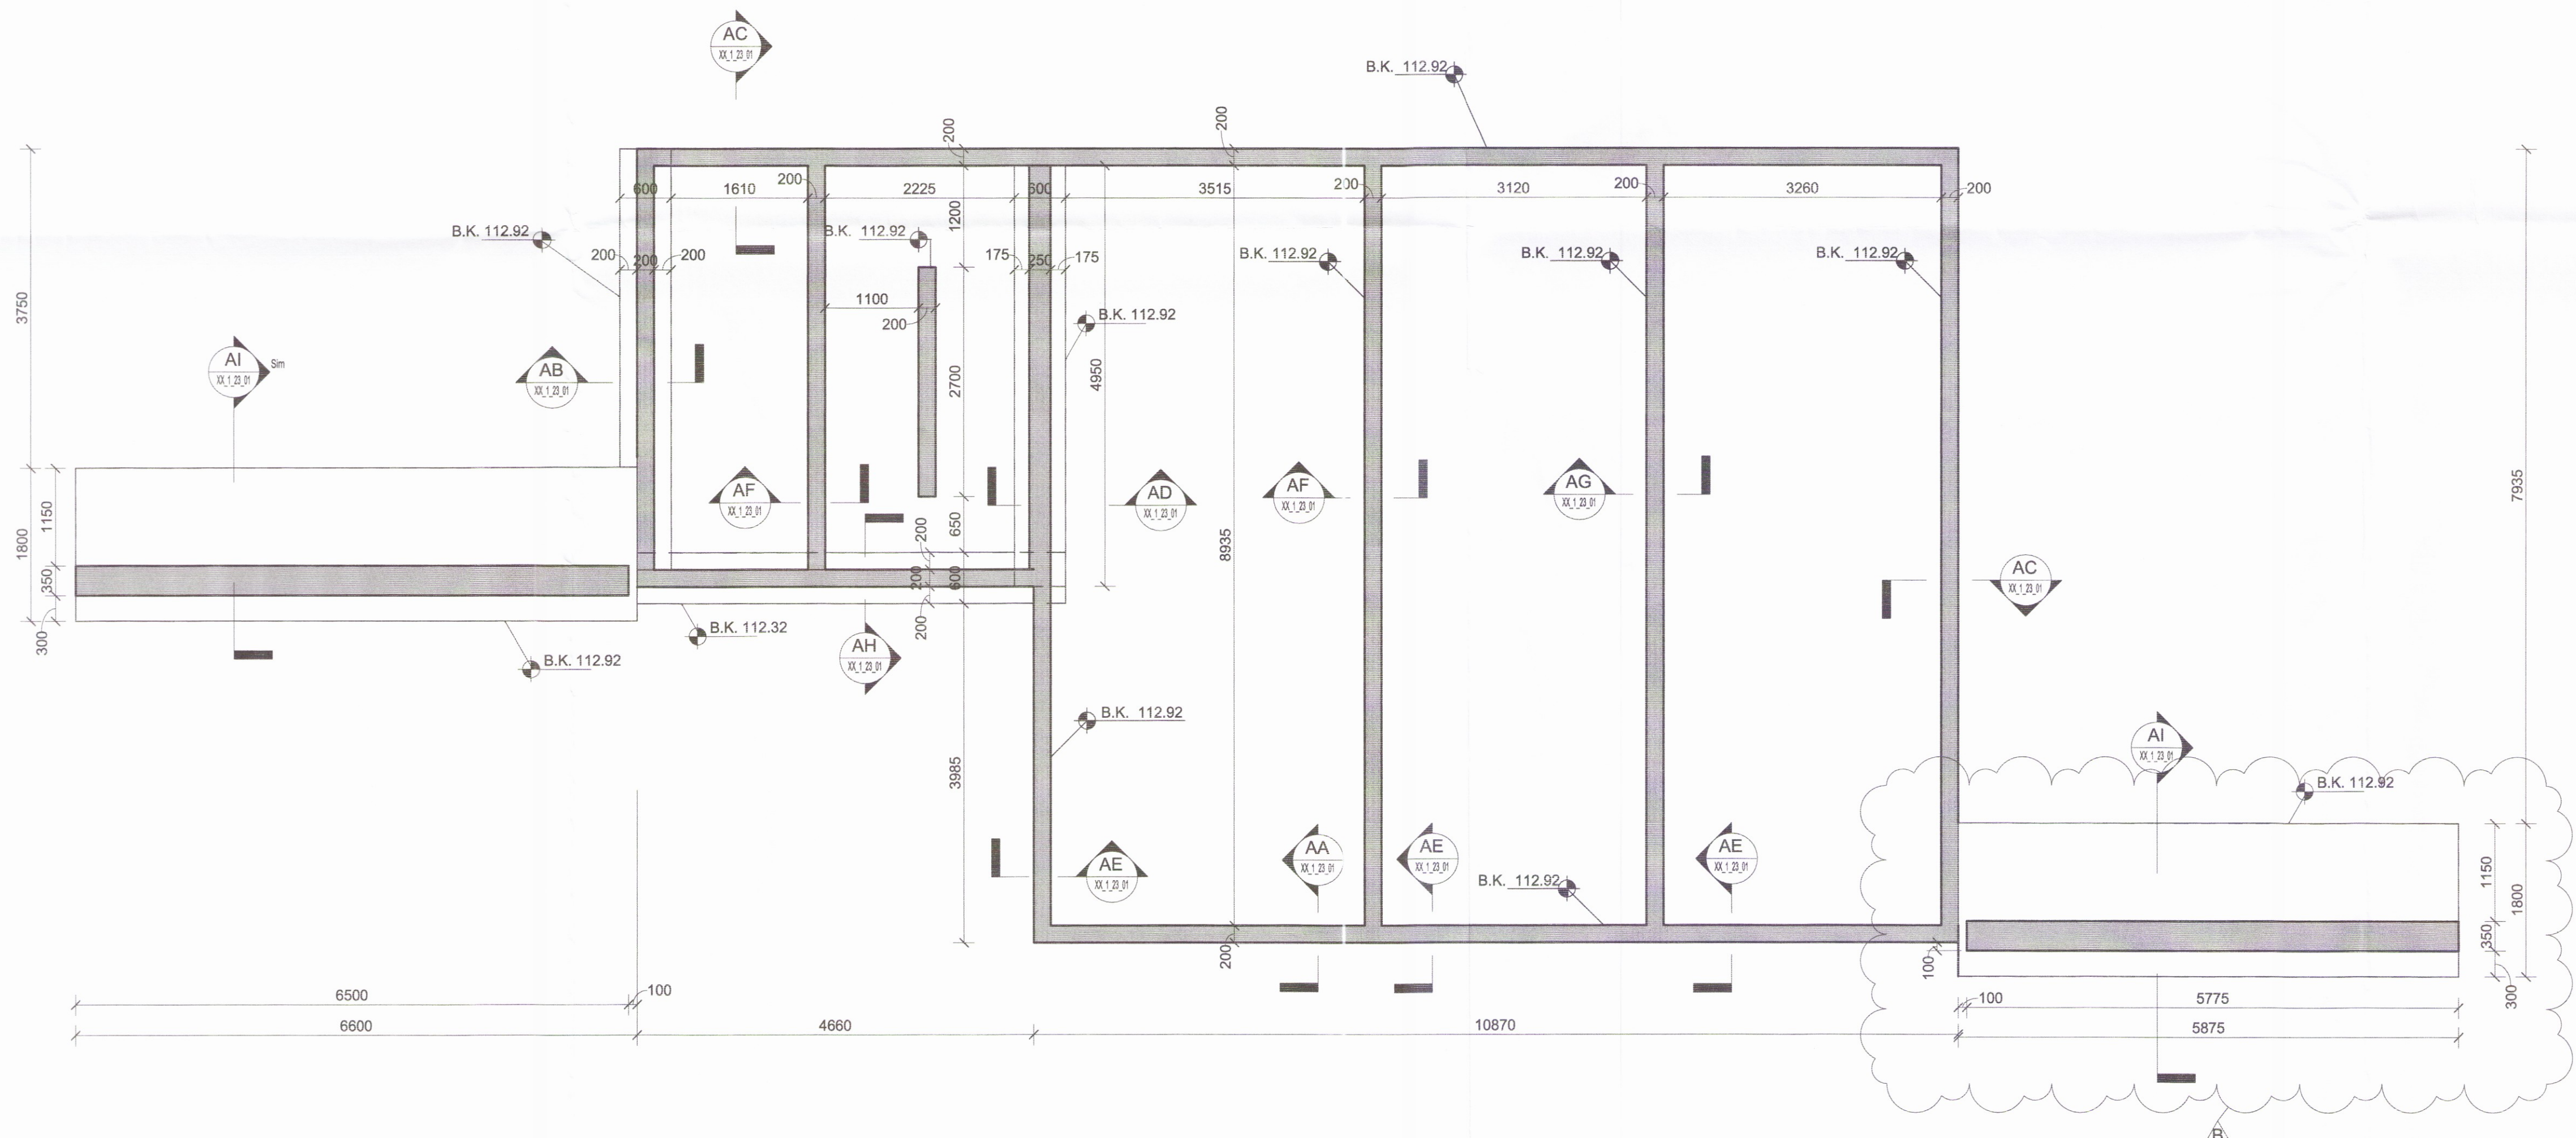 AC
XX_1_23_01
B.K. 112.92
200
200
600
1610
200
2225
600
3515
200
3120
200
3260
200
B.K. 112.92
B.K. 112.92
1200
200
200
200
175
250
175
B.K. 112.92
B.K. 112.92
B.K. 112.92
3750
1100
200
B.K. 112.92
AI
XX_1_23_01
Sim
AB
XX_1_23_01
2700
4950
AF
XX_1_23_01
AD
XX_1_23_01
AF
XX_1_23_01
AG
XX_1_23_01
7935
1150
1800
350
300
200
650
200
600
200
8935
AC
XX_1_23_01
B.K. 112.32
B.K. 112.92
AH
XX_1_23_01
B.K. 112.92
3985
AI
XX_1_23_01
B.K. 112.92
AE
XX_1_23_01
AA
XX_1_23_01
AE
XX_1_23_01
AE
XX_1_23_01
B.K. 112.92
1150
1800
350
300
200
100
6500
100
100
5775
6600
4660
10870
5875
B